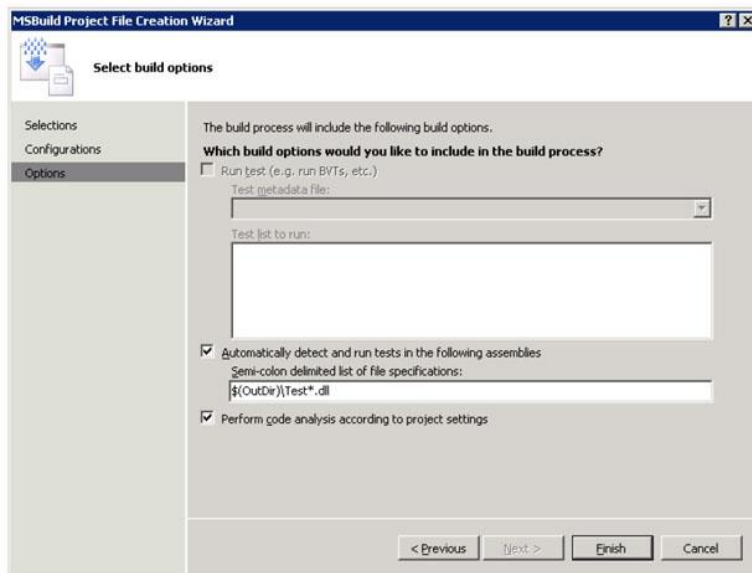 MSBuild Project File Creation Wizard
Select build options
Selections
Configurations
Options
The build process will include the following build options.
Which build options would you like to include in the build process?
Run test (e.g. run BVTs, etc.)
Test metadata file:
Test list to run:
Automatically detect and run tests in the following assemblies
Semi-colon delimited list of file specifications:
$(OutDir)\Test*.dll
Perform code analysis according to project settings
< Previous Next > Finish Cancel